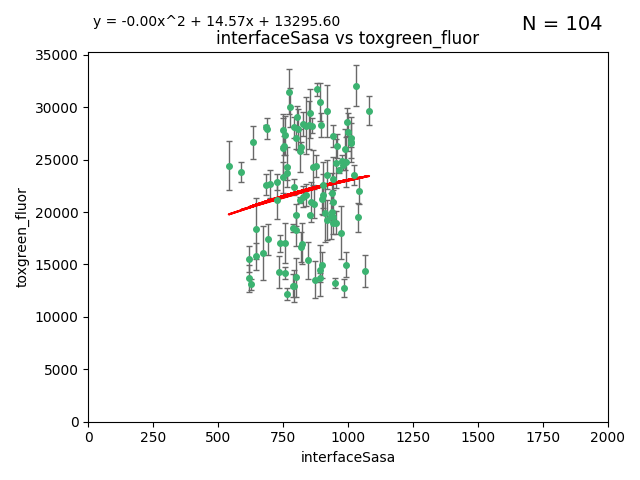 y = -0.00x^2 + 14.57x + 13295.60
N = 104
interfaceSasa vs toxgreen_fluor
35000
30000
25000
20000
15000
10000
5000
0
toxgreen_fluor
0 250 500 750 1000 1250 1500 1750 2000
interfaceSasa